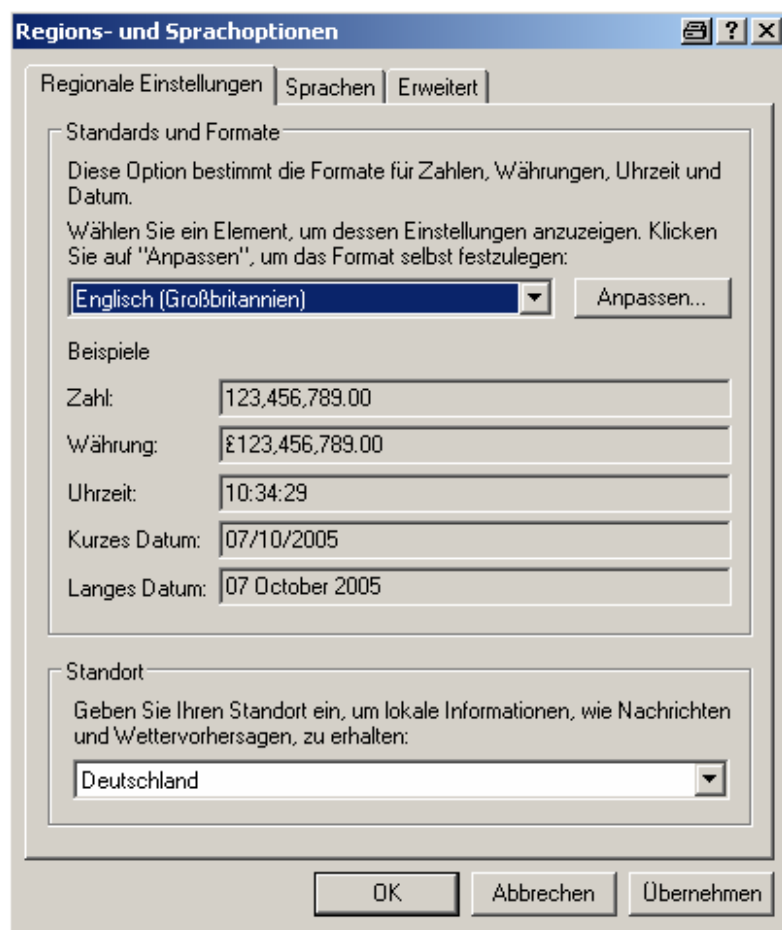 Regions- und Sprachoptionen
Regionale Einstellungen
Sprachen
Erweitert
Standards und Formate
Diese Option bestimmt die Formate für Zahlen, Währungen, Uhrzeit und
Datum.
Wählen Sie ein Element, um dessen Einstellungen anzuzeigen. Klicken
Sie auf "Anpassen", um das Format selbst festzulegen:
Englisch (Großbritannien)
Anpassen...
Beispiele
Zahl:
123,456,789.00
Währung:
£123,456,789.00
Uhrzeit:
10:34:29
Kurzes Datum:
07/10/2005
Langes Datum:
07 October 2005
Standort
Geben Sie Ihren Standort ein, um lokale Informationen, wie Nachrichten
und Wettervorhersagen, zu erhalten:
Deutschland
OK
Abbrechen
Übernehmen